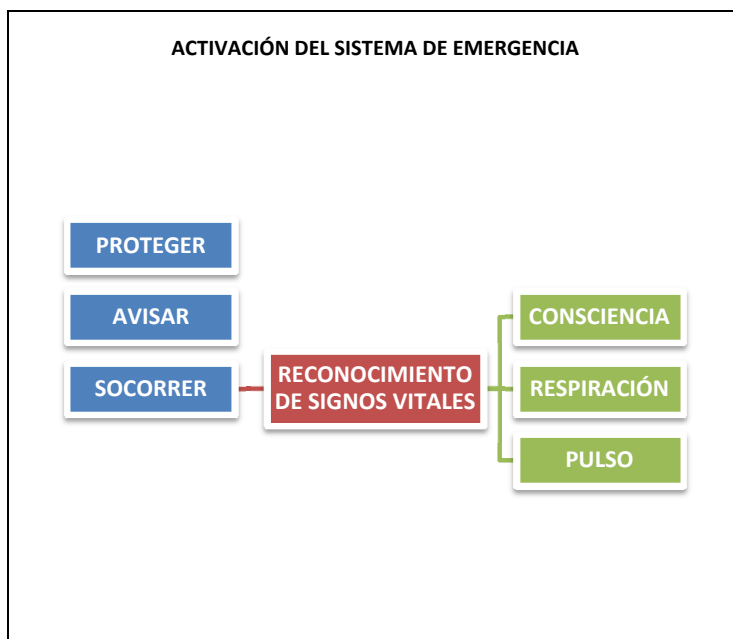 ACTIVACIÓN DEL SISTEMA DE EMERGENCIA
PROTEGER
AVISAR
SOCORRER
RECONOCIMIENTO
DE SIGNOS VITALES
CONSCIENCIA
RESPIRACIÓN
PULSO